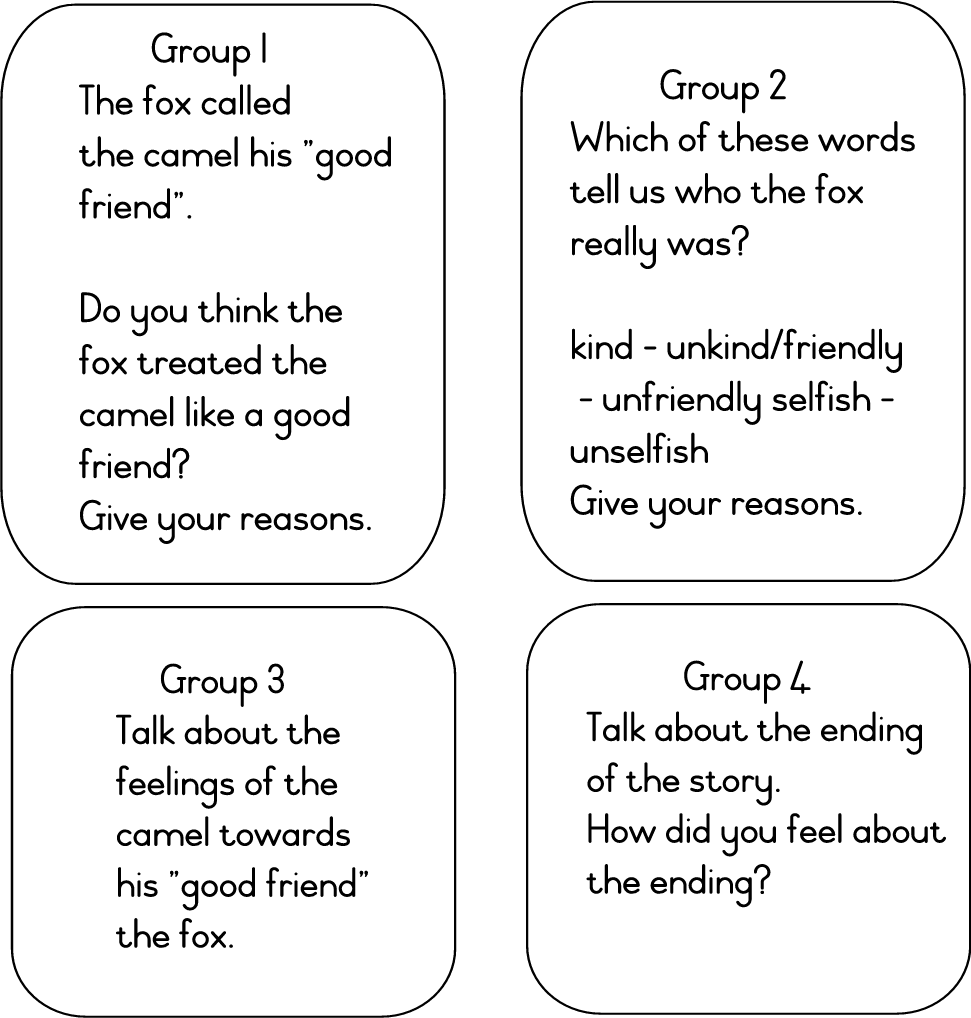 Group 1
The fox called
the camel his "good
friend".
Do you think the
fox treated the
camel like a good
friend?
Give your reasons.
Group 2
Which of these words
tell us who the fox
really was?
kind - unkind/friendly
- unfriendly selfish -
unselfish
Give your reasons.
Group 3
Talk about the
feelings of the
camel towards
his "good friend"
the fox.
Group 4
Talk about the ending
of the story.
How did you feel about
the ending?